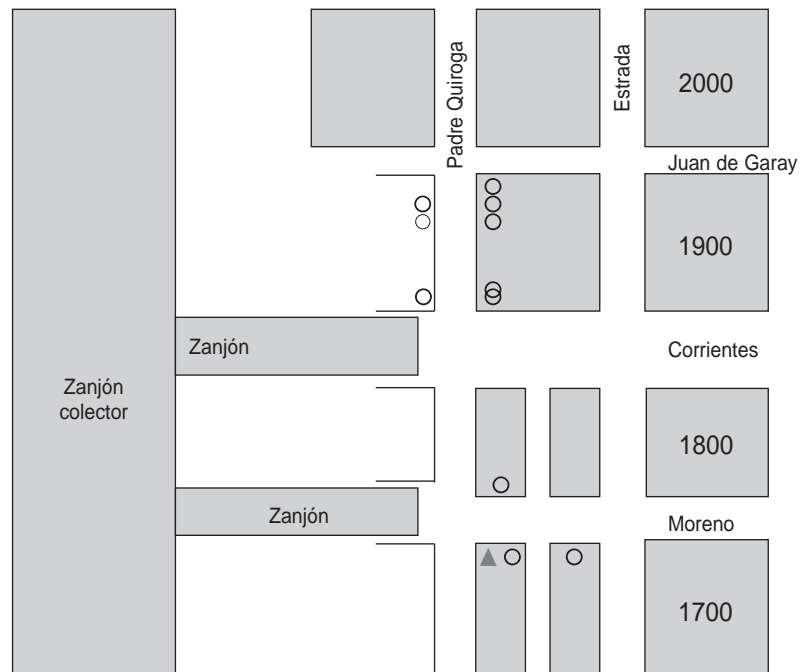 Padre Quiroga
Estrada
2000
Juan de Garay
1900
Zanjón
Corrientes
Zanjón
colector
1800
Zanjón
Moreno
1700